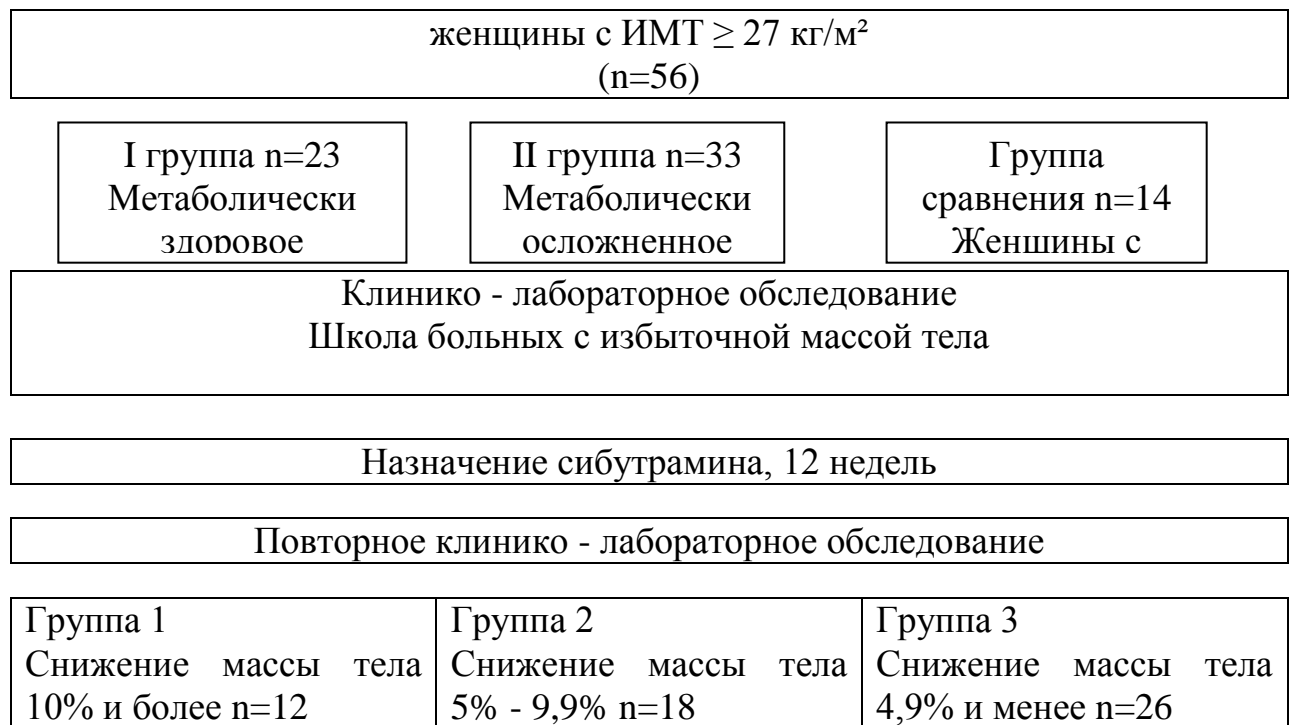 женщины с ИМТ ≥ 27 кг/м²
(n=56)
I группа n=23
Метаболически
здоровое
II группа n=33
Метаболически
осложненное
Группа
сравнения n=14
Женщины с
Клинико - лабораторное обследование
Школа больных с избыточной массой тела
Назначение сибутрамина, 12 недель
Повторное клинико - лабораторное обследование
Группа 1
Снижение массы тела
10% и более n=12
Группа 2
Снижение массы тела
5% - 9,9% n=18
Группа 3
Снижение массы тела
4,9% и менее n=26